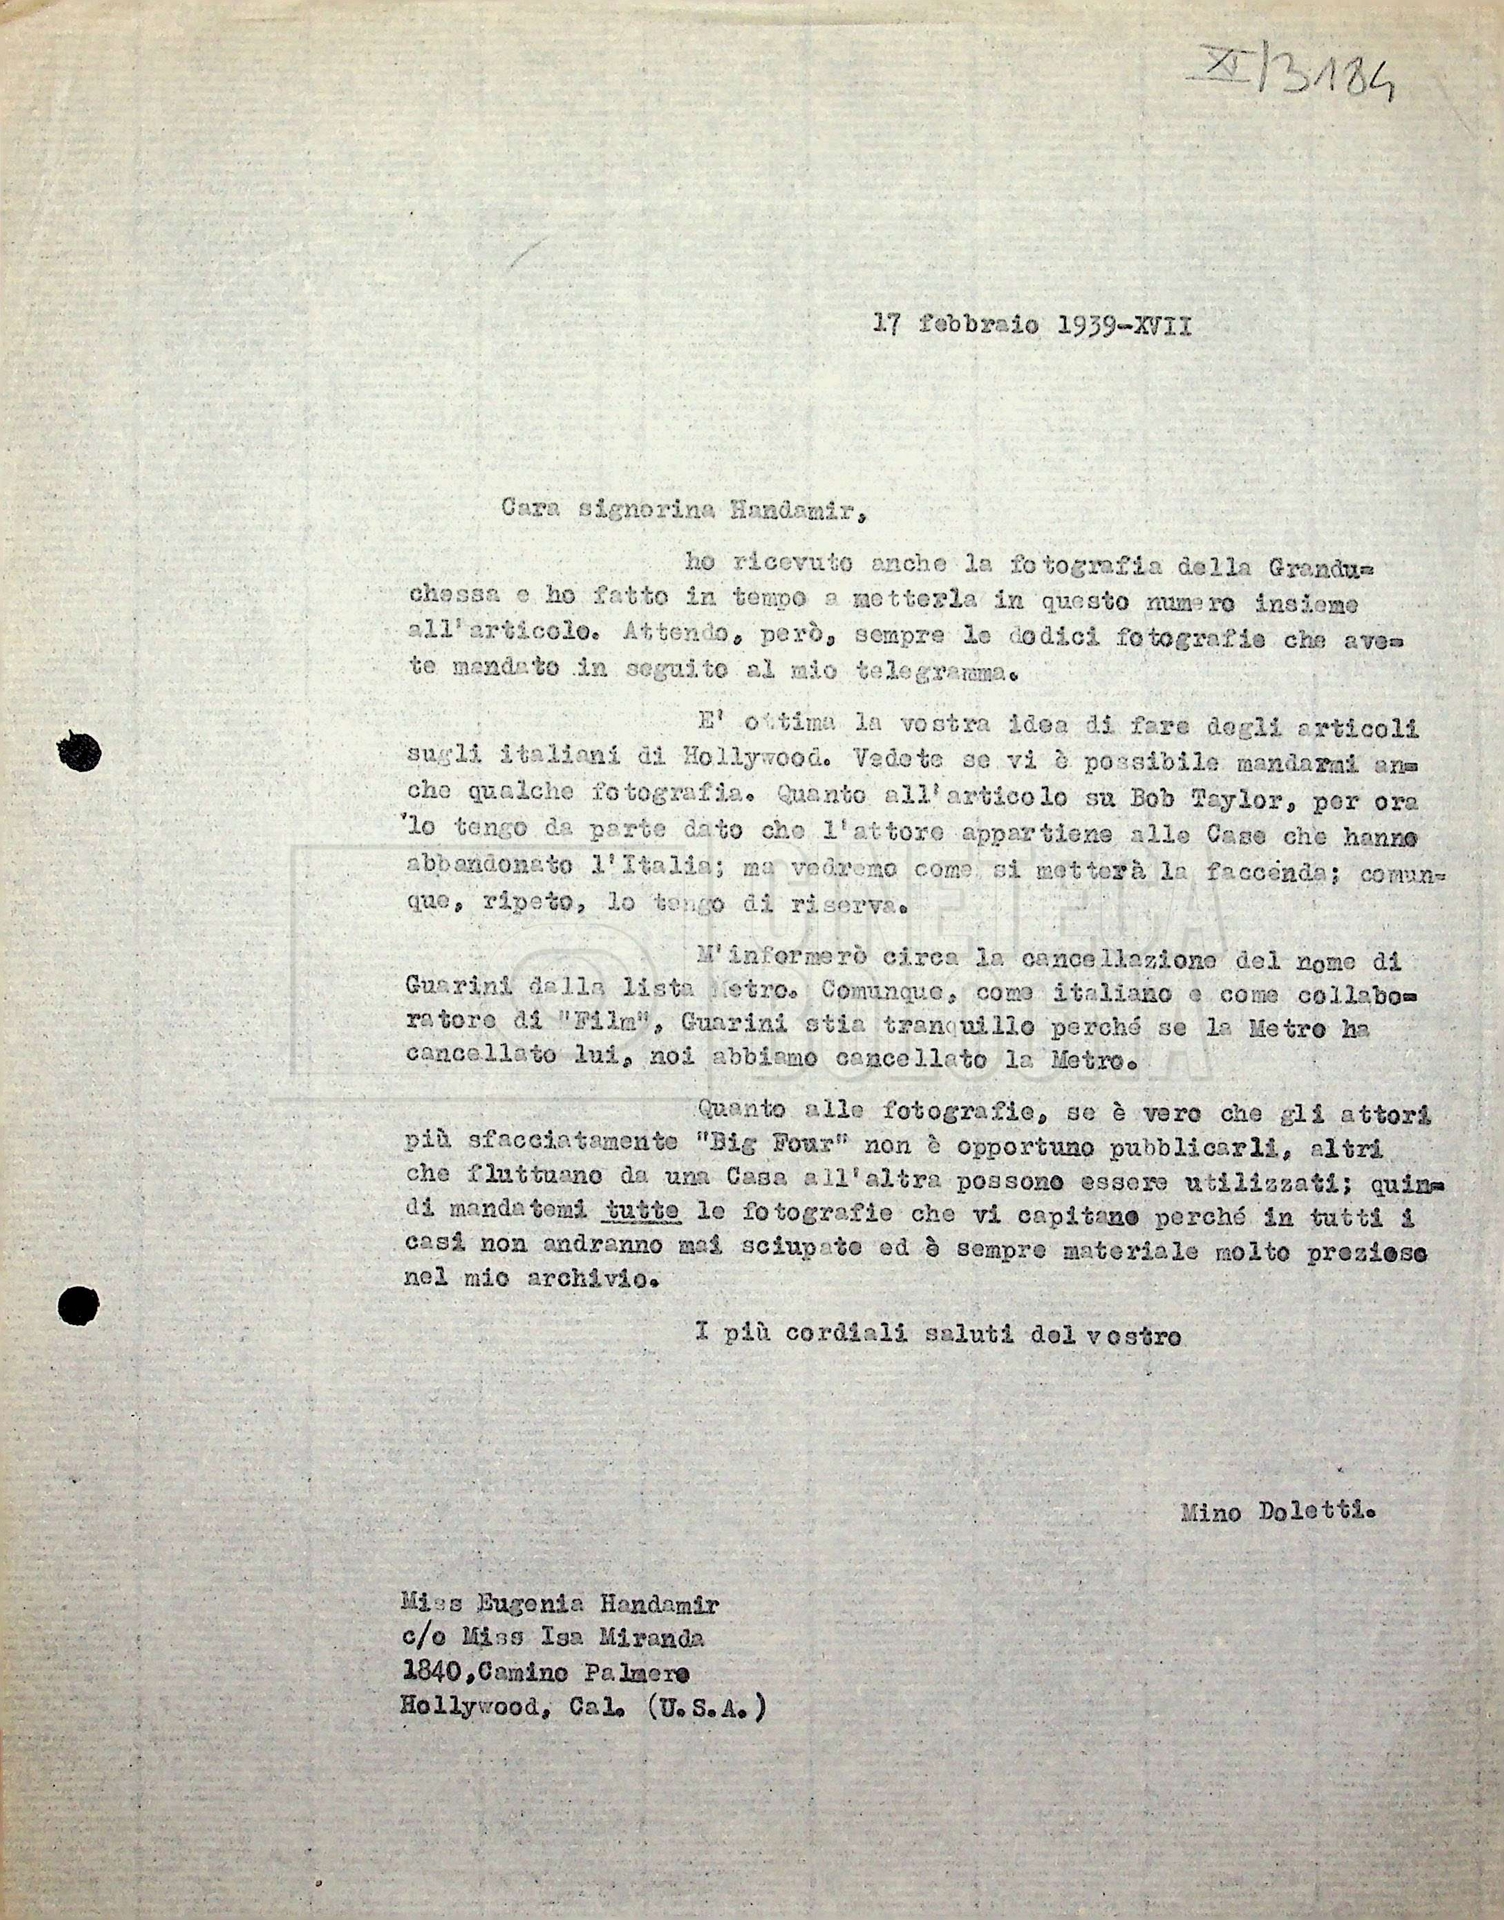 XI/3184
17 febbraio 1939-XVII
Cara signorina Handamir,
ho ricevuto anche la fotografia della Grandu=
chessa e ho fatto in tempo a metterla in questo numero insieme
all'articolo. Attendo, però, sempre le dodici fotografie che ave=
te mandato in seguito al mio telegramma.
E' ottima la vostra idea di fare degli articoli
sugli italiani di Hollywood. Vedete se vi è possibile mandarmi an=
che qualche fotografia. Quanto all'articolo su Bob Taylor, per ora
lo tengo da parte dato che l'attore appartiene alle Case che hanno
abbandonato l'Italia; ma vedremo come si metterà la faccenda; comun=
que, ripeto, lo tengo di riserva.
M'informerò circa la cancellazione del nome di
Guarini dalla lista Metro. Comunque, come italiano e come collabo=
ratore di "Film", Guarini stia tranquillo perché se la Metro ha
cancellato lui, noi abbiamo cancellato la Metro.
Quanto alle fotografie, se è vero che gli attori
più sfacciatamente "Big Four" non è opportuno pubblicarli, altri
che fluttuano da una Casa all'altra possono essere utilizzati; quin=
di mandatemi tutte le fotografie che vi capitano perché in tutti i
casi non andranno mai sciupate ed è sempre materiale molto prezioso
nel mio archivio.
I più cordiali saluti del vostro
Mino Doletti.
Miss Eugenia Handamir
c/o Miss Isa Miranda
1840,Camino Palmero
Hollywood, Cal. (U.S.A.)
CINETECA
BOLOGNA